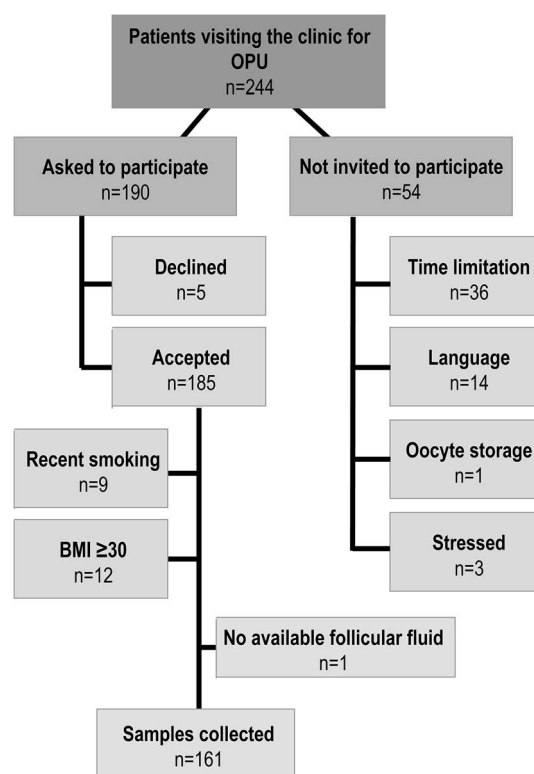 Patients visiting the clinic for
OPU
n=244
Asked to participate
n=190
Not invited to participate
n=54
Declined
n=5
Time limitation
n=36
Accepted
n=185
Language
n=14
Recent smoking
n=9
Oocyte storage
n=1
BMI ≥30
n=12
Stressed
n=3
No available follicular fluid
n=1
Samples collected
n=161